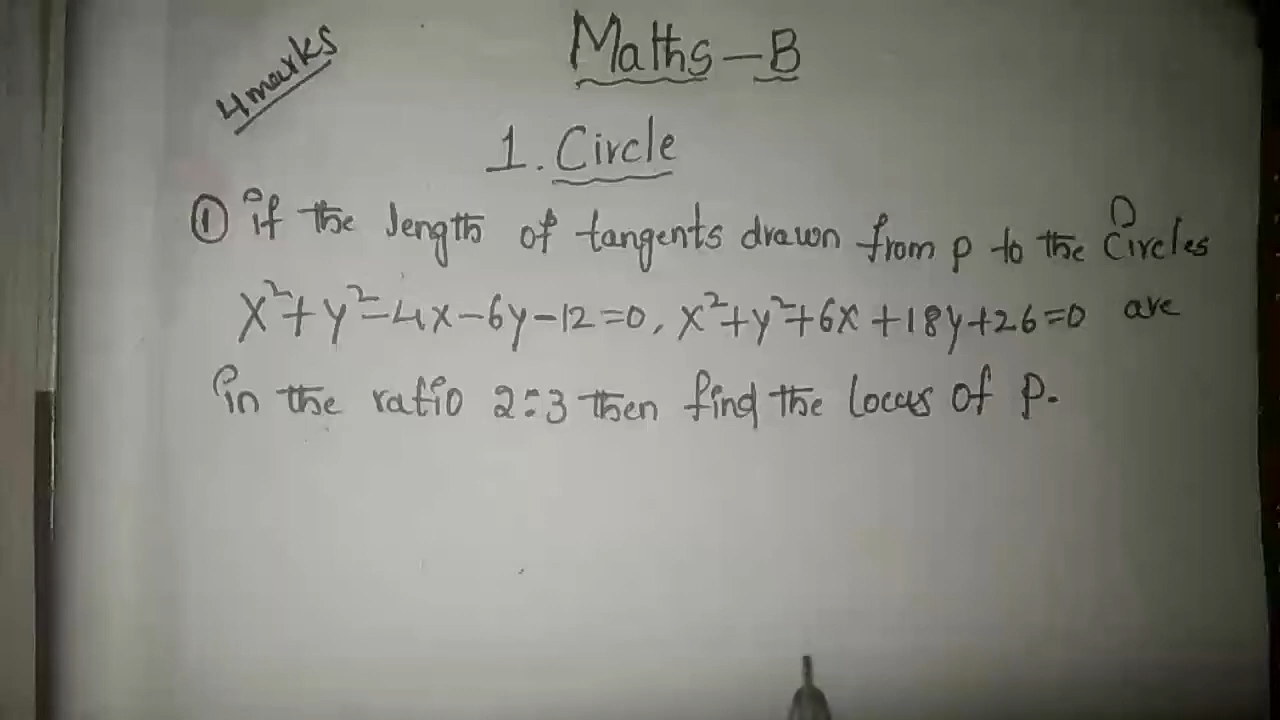 4marks
Maths-B
1. Circle
① if the length of tangents drawn from p to the Circles
x²+y²-4x-6y-12=0, x²+y²+6x+18y+26=0 are
in the ratio 2:3 then find the locus of p.